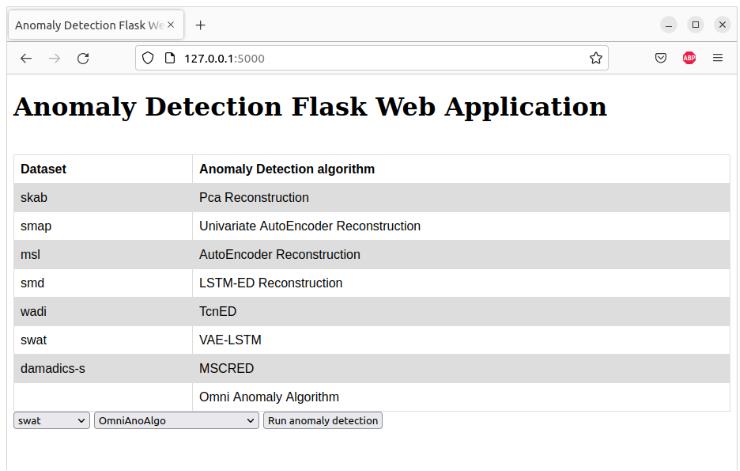 Anomaly Detection Flask We
127.0.0.1:5000
ABP
Anomaly Detection Flask Web Application
Dataset Anomaly Detection algorithm
skab Pca Reconstruction
smap Univariate AutoEncoder Reconstruction
msl AutoEncoder Reconstruction
smd LSTM-ED Reconstruction
wadi TcnED
swat VAE-LSTM
damadics-s MSCRED
Omni Anomaly Algorithm
swat OmniAnoAlgo Run anomaly detection